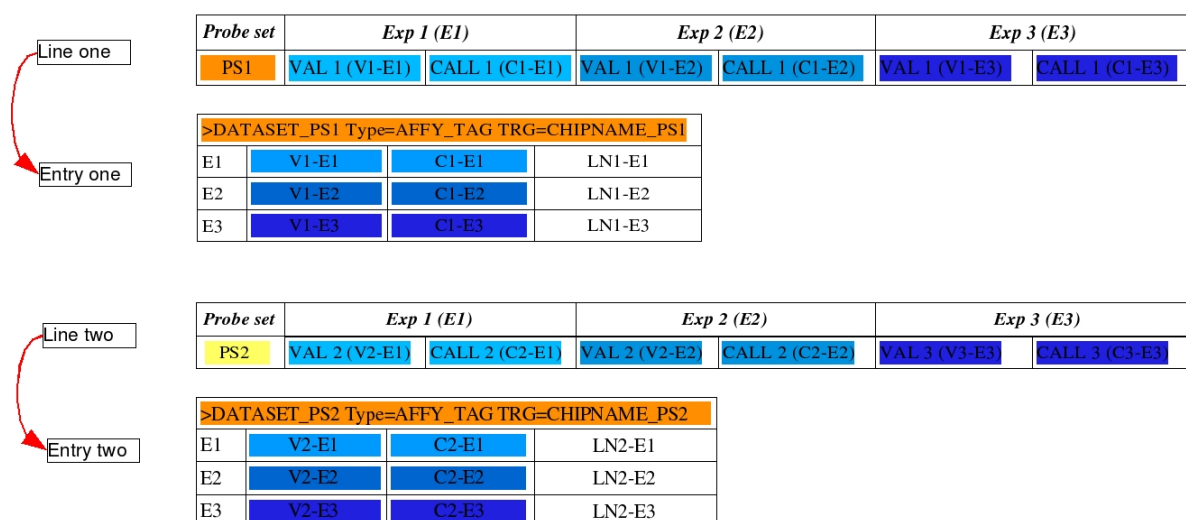 Line one
Probe set Exp 1 (E1) Exp 2 (E2) Exp 3 (E3)
PS1 VAL 1 (V1-E1) CALL 1 (C1-E1) VAL 1 (V1-E2) CALL 1 (C1-E2) VAL 1 (V1-E3) CALL 1 (C1-E3)
>DATASET_PS1 Type=AFFY_TAG TRG=CHIPNAME_PS1
Entry one
E1 V1-E1 C1-E1 LN1-E1
E2 V1-E2 C1-E2 LN1-E2
E3 V1-E3 C1-E3 LN1-E3
Line two
Probe set Exp 1 (E1) Exp 2 (E2) Exp 3 (E3)
PS2 VAL 2 (V2-E1) CALL 2 (C2-E1) VAL 2 (V2-E2) CALL 2 (C2-E2) VAL 3 (V3-E3) CALL 3 (C3-E3)
>DATASET_PS2 Type=AFFY_TAG TRG=CHIPNAME_PS2
Entry two
E1 V2-E1 C2-E1 LN2-E1
E2 V2-E2 C2-E2 LN2-E2
E3 V2-E3 C2-E3 LN2-E3